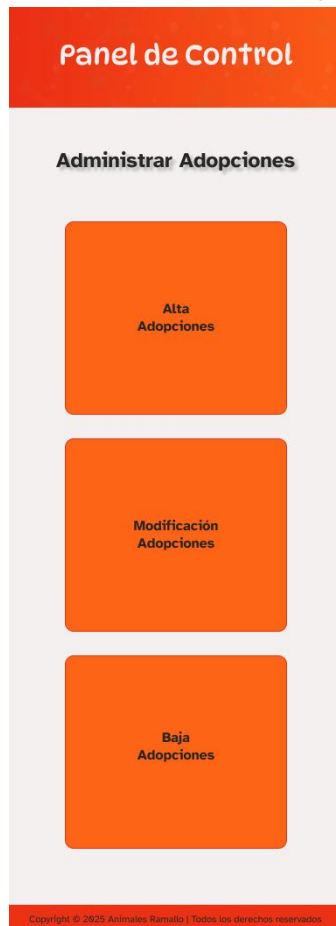 Panel de Control
Administrar Adopciones
Alta
Adopciones
Modificación
Adopciones
Baja
Adopciones
Copyright © 2025 Animales Ramallo | Todos los derechos reservados